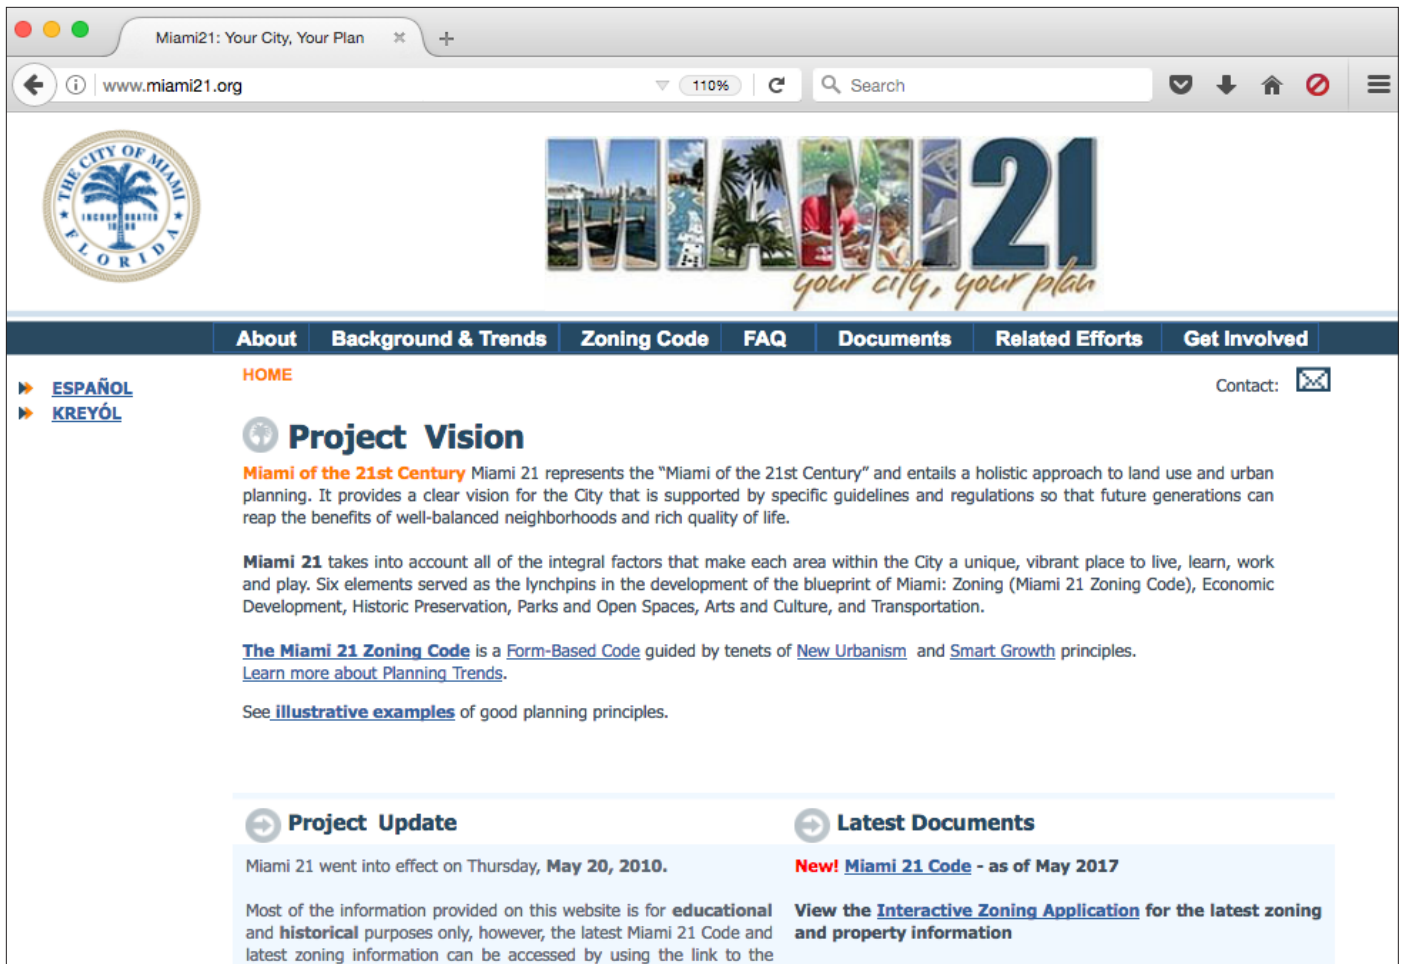 Miami21: Your City, Your Plan
www.miami21.org
110%
Search
THE CITY OF MIAMI
INCORP ORATED
18 96
FLORIDA
MIAMI21
your city, your plan
About Background & Trends Zoning Code FAQ Documents Related Efforts Get Involved
ESPAÑOL
KREYÓL
HOME
Contact:
Project Vision
Miami of the 21st Century Miami 21 represents the “Miami of the 21st Century” and entails a holistic approach to land use and urban
planning. It provides a clear vision for the City that is supported by specific guidelines and regulations so that future generations can
reap the benefits of well-balanced neighborhoods and rich quality of life.
Miami 21 takes into account all of the integral factors that make each area within the City a unique, vibrant place to live, learn, work
and play. Six elements served as the lynchpins in the development of the blueprint of Miami: Zoning (Miami 21 Zoning Code), Economic
Development, Historic Preservation, Parks and Open Spaces, Arts and Culture, and Transportation.
The Miami 21 Zoning Code is a Form-Based Code guided by tenets of New Urbanism and Smart Growth principles.
Learn more about Planning Trends.
See illustrative examples of good planning principles.
Project Update
Miami 21 went into effect on Thursday, May 20, 2010.
Most of the information provided on this website is for educational
and historical purposes only, however, the latest Miami 21 Code and
latest zoning information can be accessed by using the link to the
Latest Documents
New! Miami 21 Code - as of May 2017
View the Interactive Zoning Application for the latest zoning
and property information